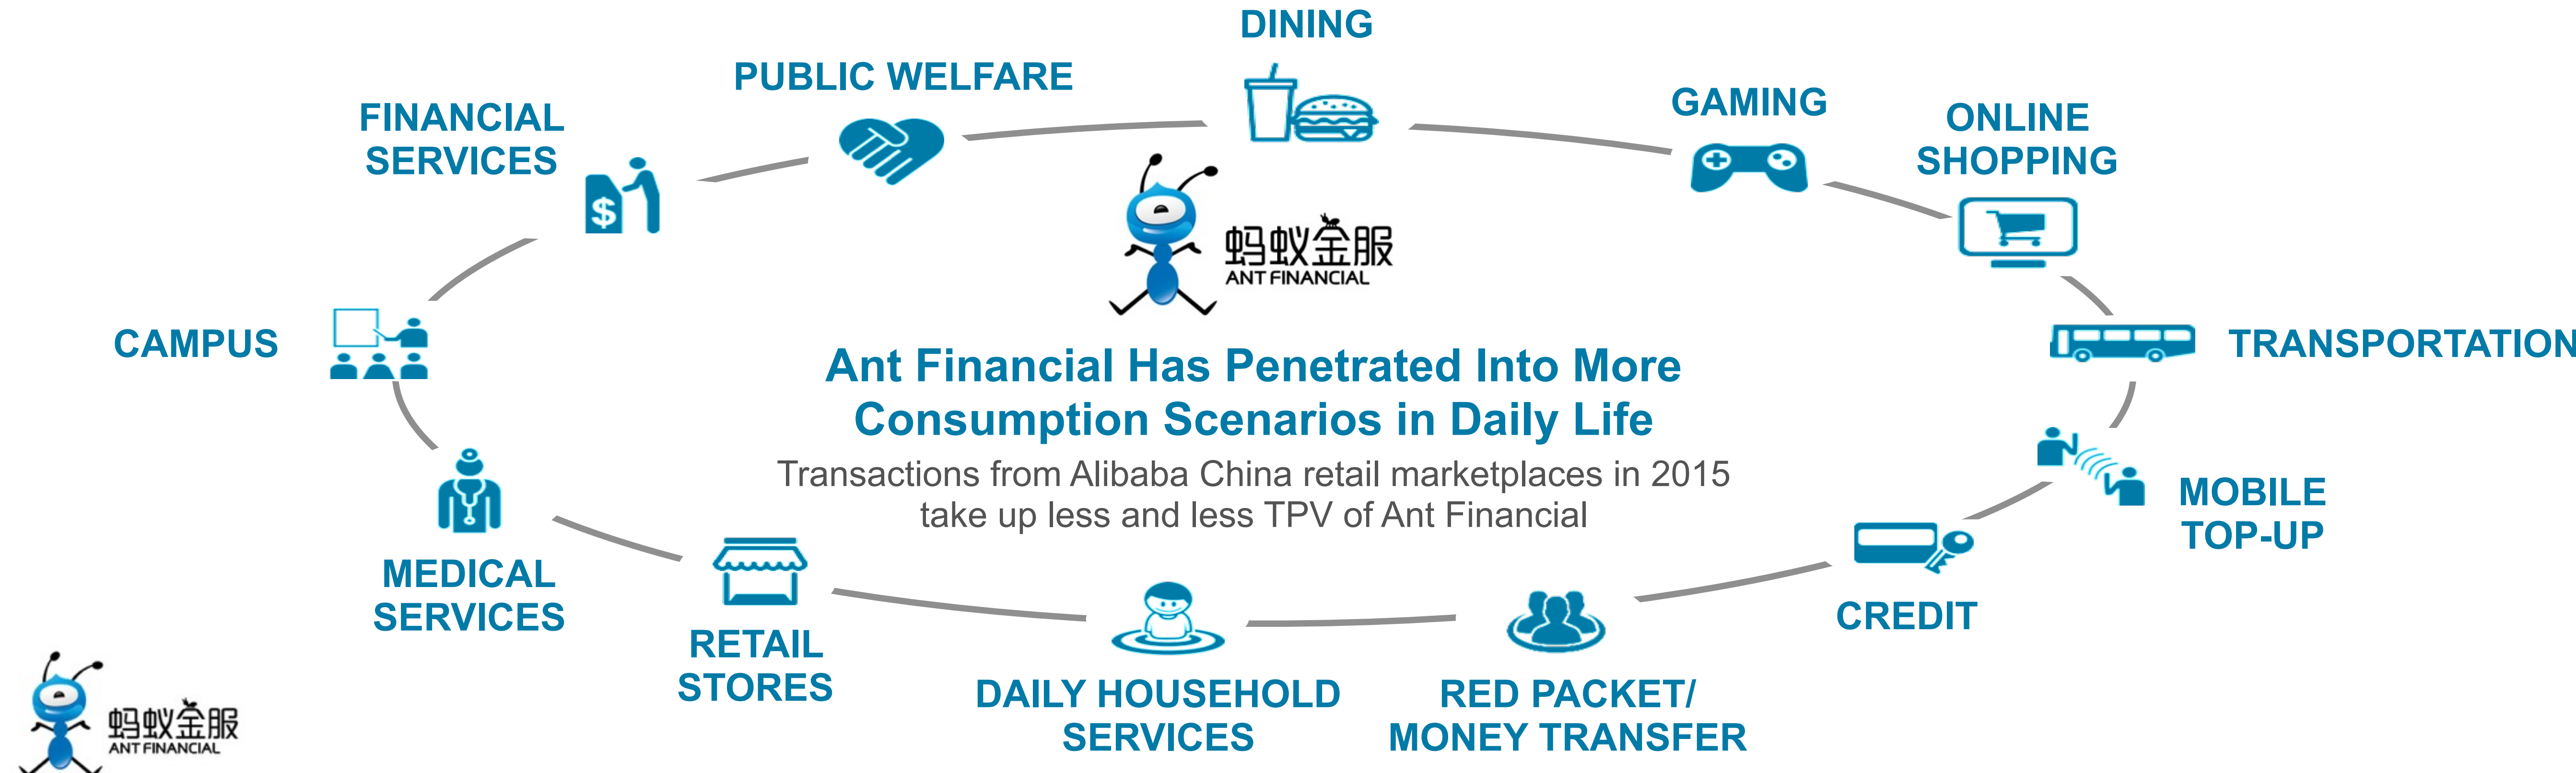 DINING
PUBLIC WELFARE
GAMING
FINANCIAL
SERVICES
ONLINE
SHOPPING
蚂蚁金服
ANT FINANCIAL
CAMPUS
TRANSPORTATION
Ant Financial Has Penetrated Into More
Consumption Scenarios in Daily Life
Transactions from Alibaba China retail marketplaces in 2015
take up less and less TPV of Ant Financial
MOBILE
TOP-UP
MEDICAL
SERVICES
CREDIT
RETAIL
STORES
DAILY HOUSEHOLD
SERVICES
RED PACKET/
MONEY TRANSFER
蚂蚁金服
ANT FINANCIAL
$